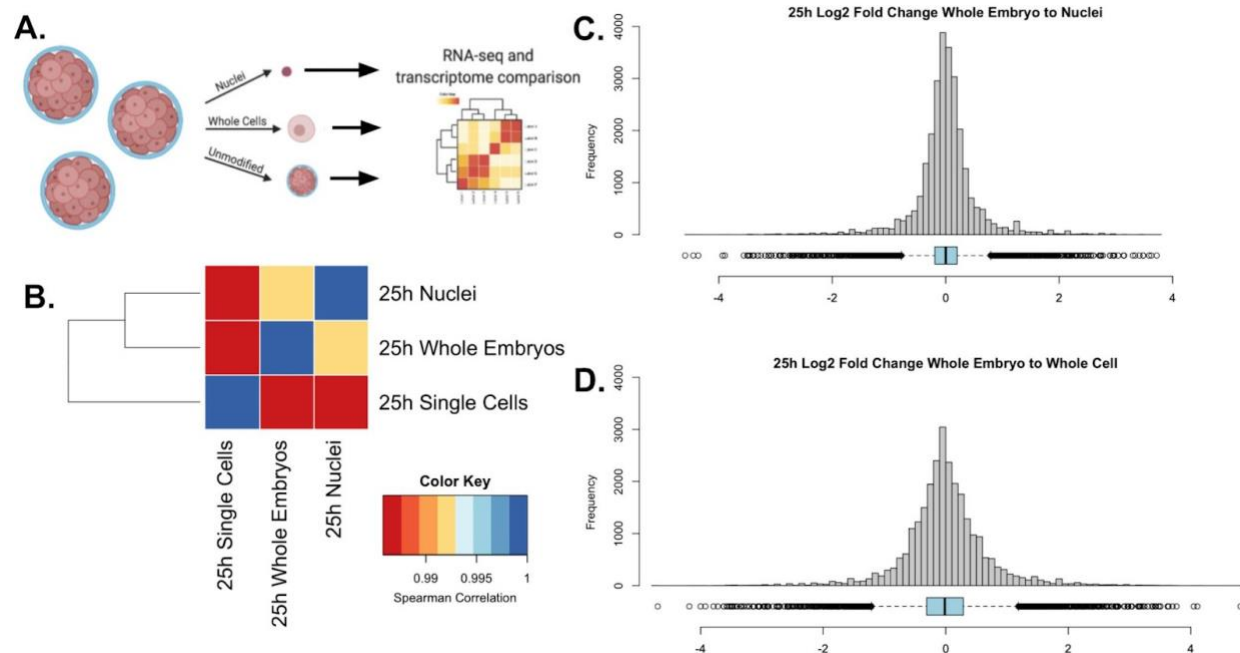 A.
Nuclei
Whole Cells
Unmodified
RNA-seq and
transcriptome comparison
Color Key
B.
25h Nuclei
25h Whole Embryos
25h Single Cells
25h Single Cells
25h Whole Embryos
25h Nuclei
Color Key
0.99 0.995 1
Spearman Correlation
C.
25h Log2 Fold Change Whole Embryo to Nuclei
Frequency
4000
3000
2000
1000
0
-4 -2 0 2 4
D.
25h Log2 Fold Change Whole Embryo to Whole Cell
Frequency
4000
3000
2000
1000
0
-4 -2 0 2 4